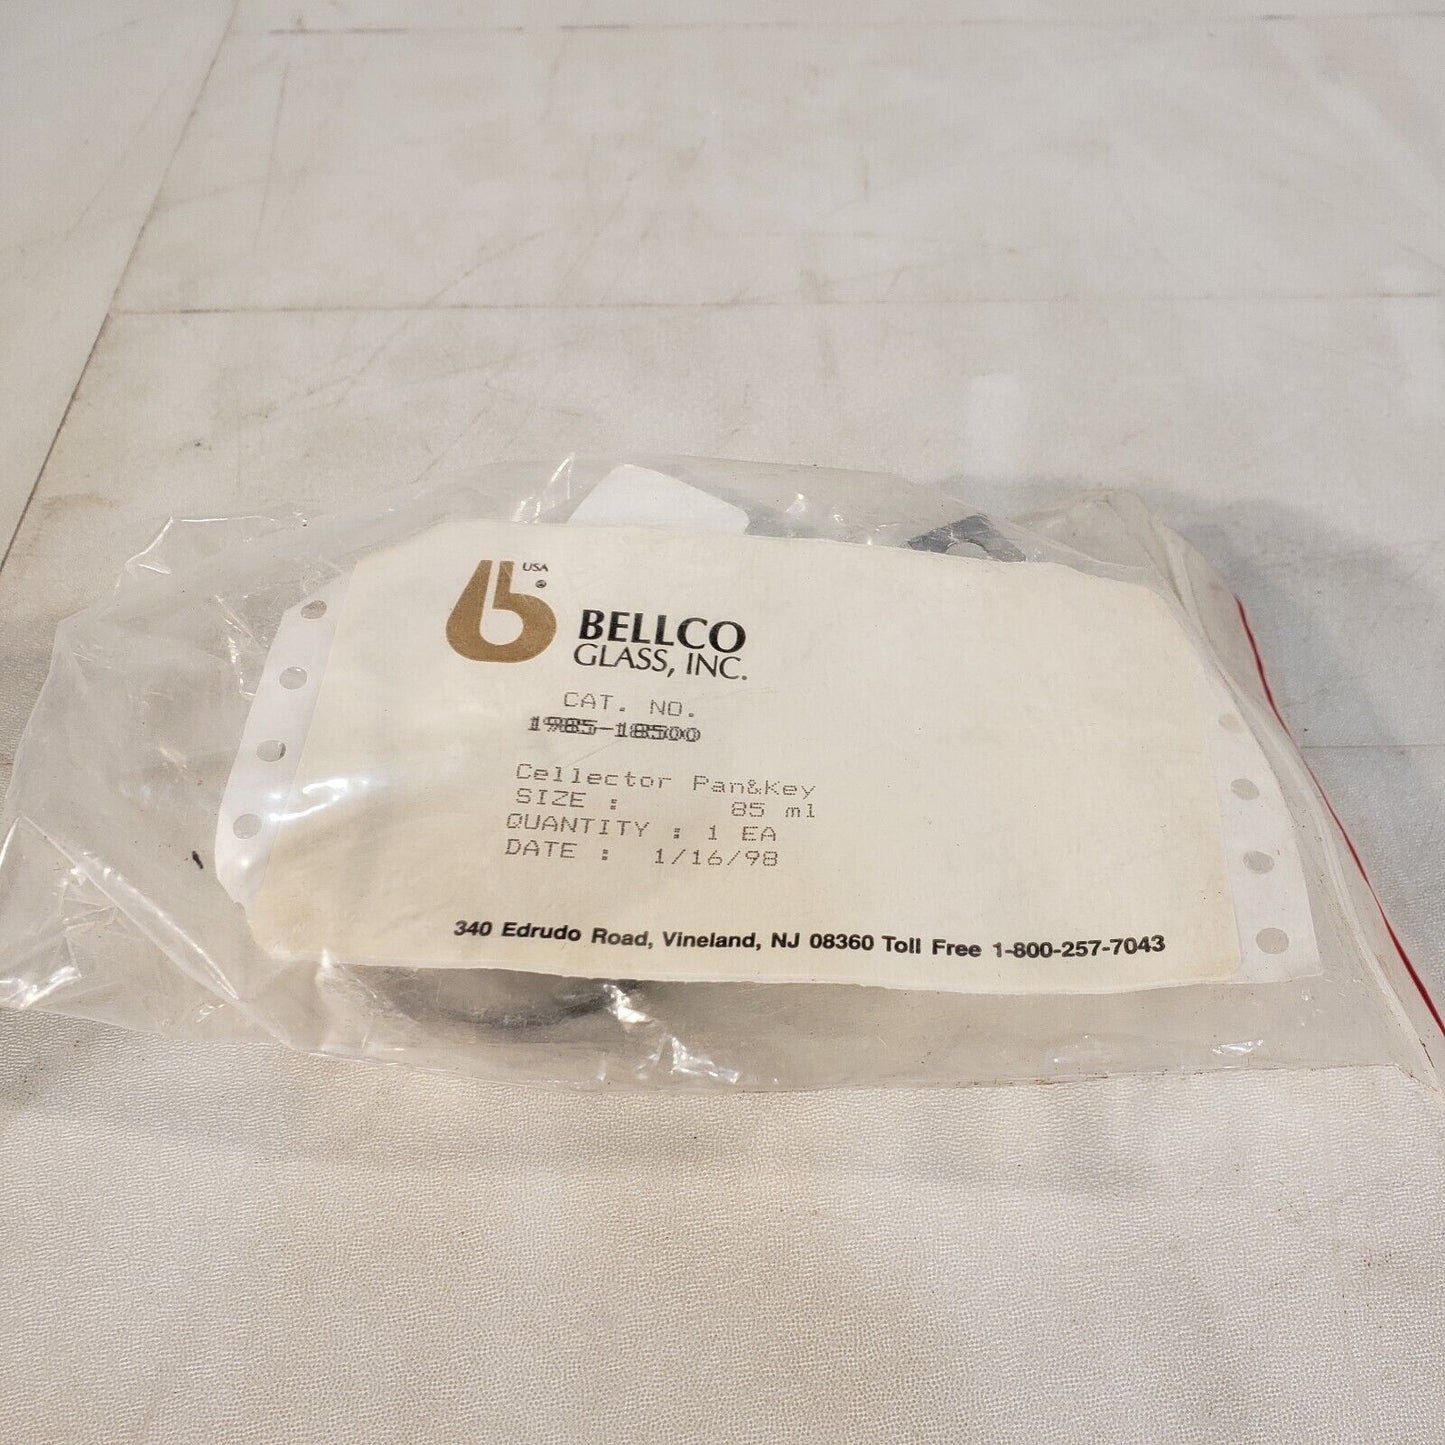 USA
®
BELLCO
GLASS, INC.
CAT. NO.
1985-18500
Cellector Pan&Key
SIZE : 85 ml
QUANTITY : 1 EA
DATE : 1/16/98
340 Edrudo Road, Vineland, NJ 08360 Toll Free 1-800-257-7043